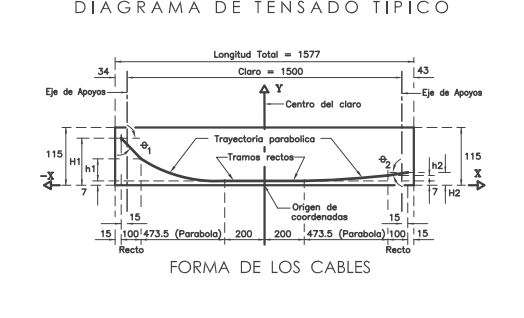 DIAGRAMA DE TENSADO TIPICO
Longitud Total = 1577
34
Claro = 1500
43
Eje de Apoyos
Y
Eje de Apoyos
Centro del claro
115
H1
h1
θ1
Trayectoria parabolica
θ2
h2
115
Tramos rectos
-X
7
7
H2
X
Origen de
coordenadas
15
15
15
100
473.5 (Parabola)
200
200
473.5 (Parabola)
100
15
Recto
Recto
FORMA DE LOS CABLES